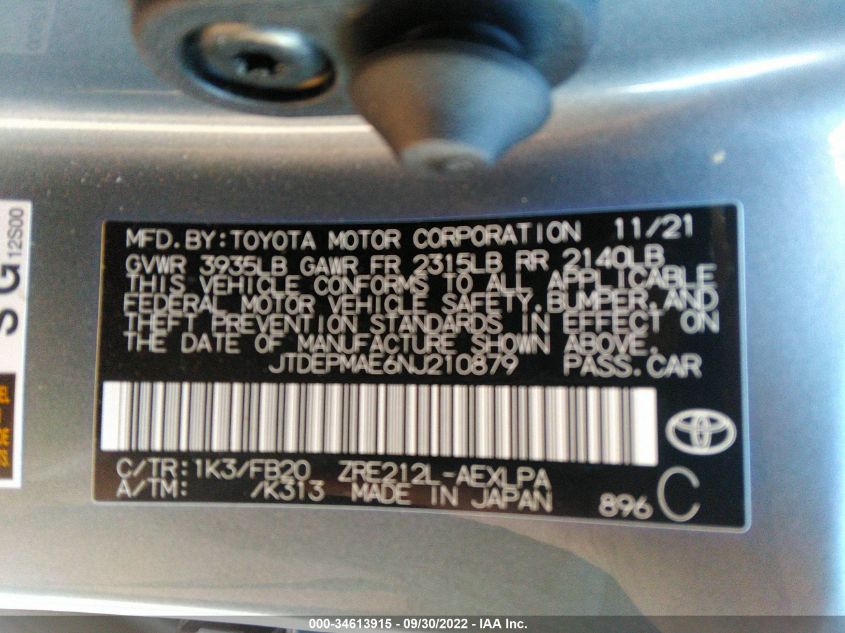 MFD. BY: TOYOTA MOTOR CORPORATION 11/21
GVWR 3935LB GAWR FR 2315LB RR 2140LB
THIS VEHICLE CONFORMS TO ALL APPLICABLE
FEDERAL MOTOR VEHICLE SAFETY, BUMPER, AND
THEFT PREVENTION STANDARDS IN EFFECT ON
THE DATE OF MANUFACTURE SHOWN ABOVE.
JTDEPMAE6NJ210879 PASS. CAR
C/TR: 1K3/FB20 ZRE212L-AEXLPA
A/TM: /K313 MADE IN JAPAN 896 C
S G
12S00
000-34613915 - 09/30/2022 - IAA Inc.